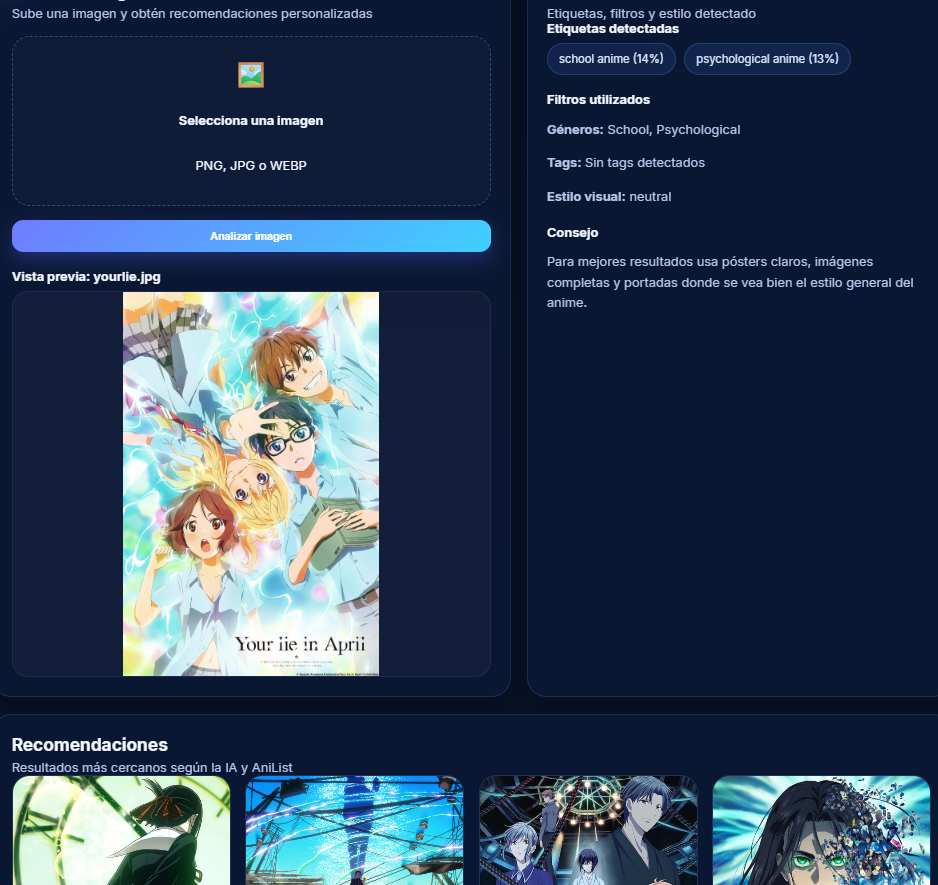 Sube una imagen y obtén recomendaciones personalizadas
Selecciona una imagen
PNG, JPG o WEBP
Analizar imagen
Vista previa: yourlie.jpg
Your lie in April
Etiquetas, filtros y estilo detectado
Etiquetas detectadas
school anime (14%)
psychological anime (13%)
Filtros utilizados
Géneros: School, Psychological
Tags: Sin tags detectados
Estilo visual: neutral
Consejo
Para mejores resultados usa pósters claros, imágenes
completas y portadas donde se vea bien el estilo general del
anime.
Recomendaciones
Resultados más cercanos según la IA y AniList